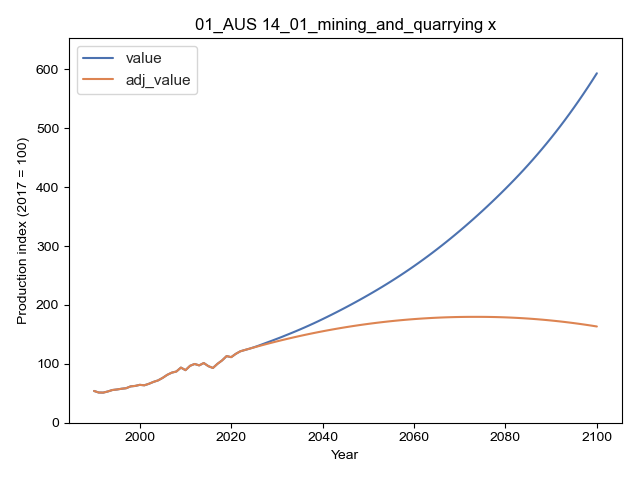 01_AUS 14_01_mining_and_quarrying x
value
adj_value
Production index (2017 = 100)
600
500
400
300
200
100
0
2000 2020 2040 2060 2080 2100
Year